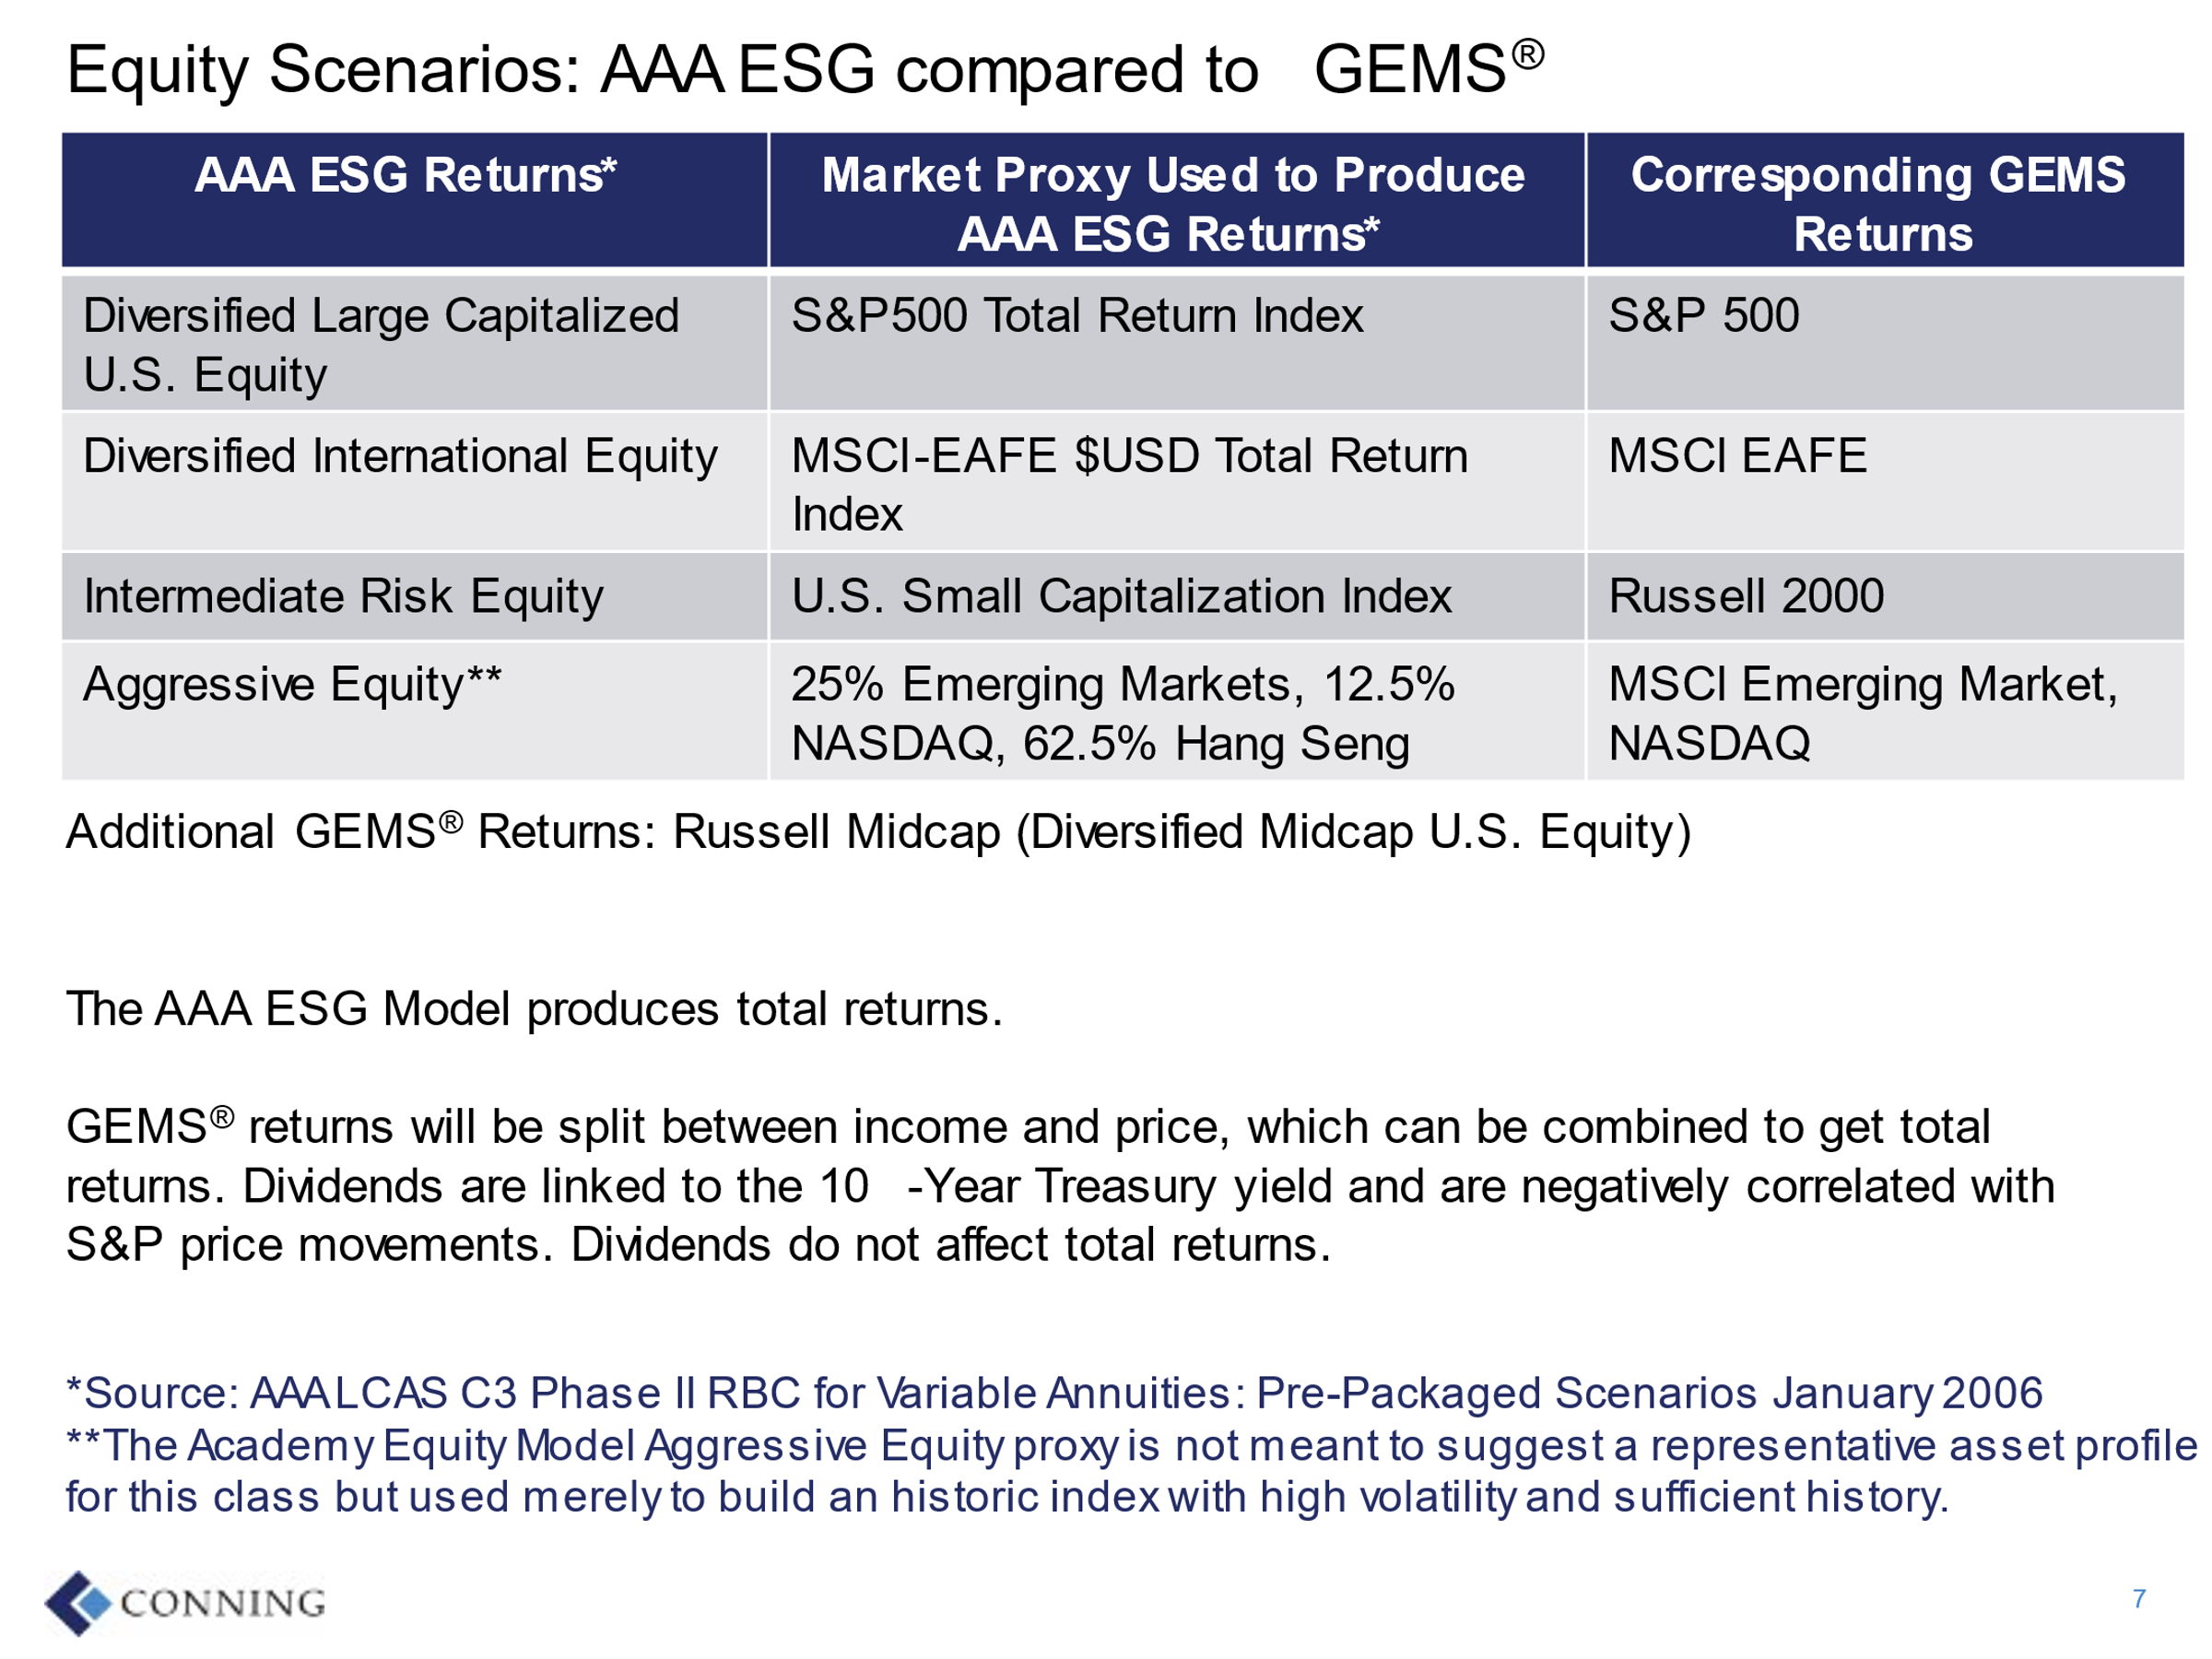 Equity Scenarios: AAA ESG compared to GEMS®
AAA ESG Returns*
Market Proxy Used to Produce
AAA ESG Returns*
Corresponding GEMS
Returns
Diversified Large Capitalized
U.S. Equity
S&P500 Total Return Index
S&P 500
Diversified International Equity
MSCI-EAFE $USD Total Return
Index
MSCI EAFE
Intermediate Risk Equity
U.S. Small Capitalization Index
Russell 2000
Aggressive Equity**
25% Emerging Markets, 12.5%
NASDAQ, 62.5% Hang Seng
MSCI Emerging Market,
NASDAQ
Additional GEMS® Returns: Russell Midcap (Diversified Midcap U.S. Equity)
The AAA ESG Model produces total returns.
GEMS® returns will be split between income and price, which can be combined to get total
returns. Dividends are linked to the 10 -Year Treasury yield and are negatively correlated with
S&P price movements. Dividends do not affect total returns.
*Source: AAA LCAS C3 Phase II RBC for Variable Annuities: Pre-Packaged Scenarios January 2006
**The Academy Equity Model Aggressive Equity proxy is not meant to suggest a representative asset profile
for this class but used merely to build an historic index with high volatility and sufficient history.
CONNING
7